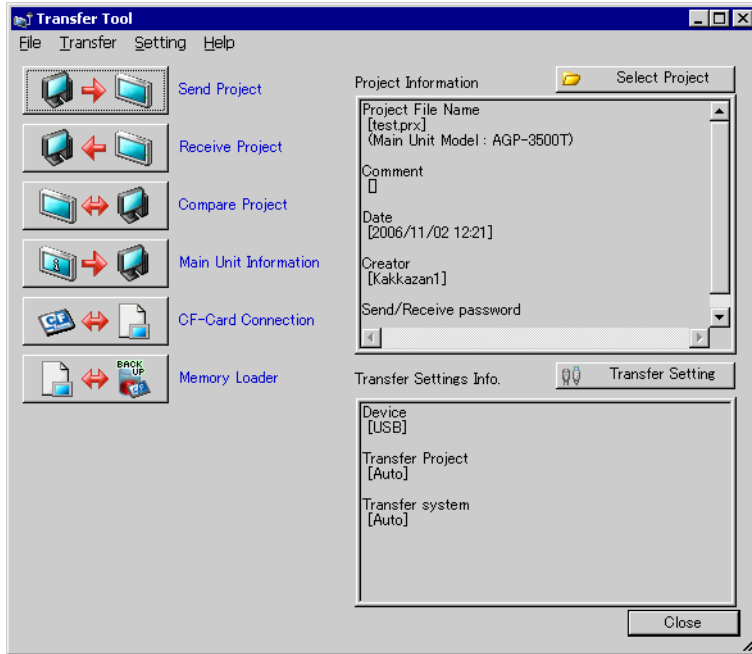 Transfer Tool
File Transfer Setting Help
Send Project
Receive Project
Compare Project
Main Unit Information
CF-Card Connection
CF
Memory Loader
BACK
UP
CF
Project Information
Select Project
Project File Name
[test.prx]
(Main Unit Model : AGP-3500T)
Comment
[]
Date
[2006/11/02 12:21]
Creator
[Kakkazan1]
Send/Receive password
Transfer Settings Info.
Transfer Setting
Device
[USB]
Transfer Project
[Auto]
Transfer system
[Auto]
Close